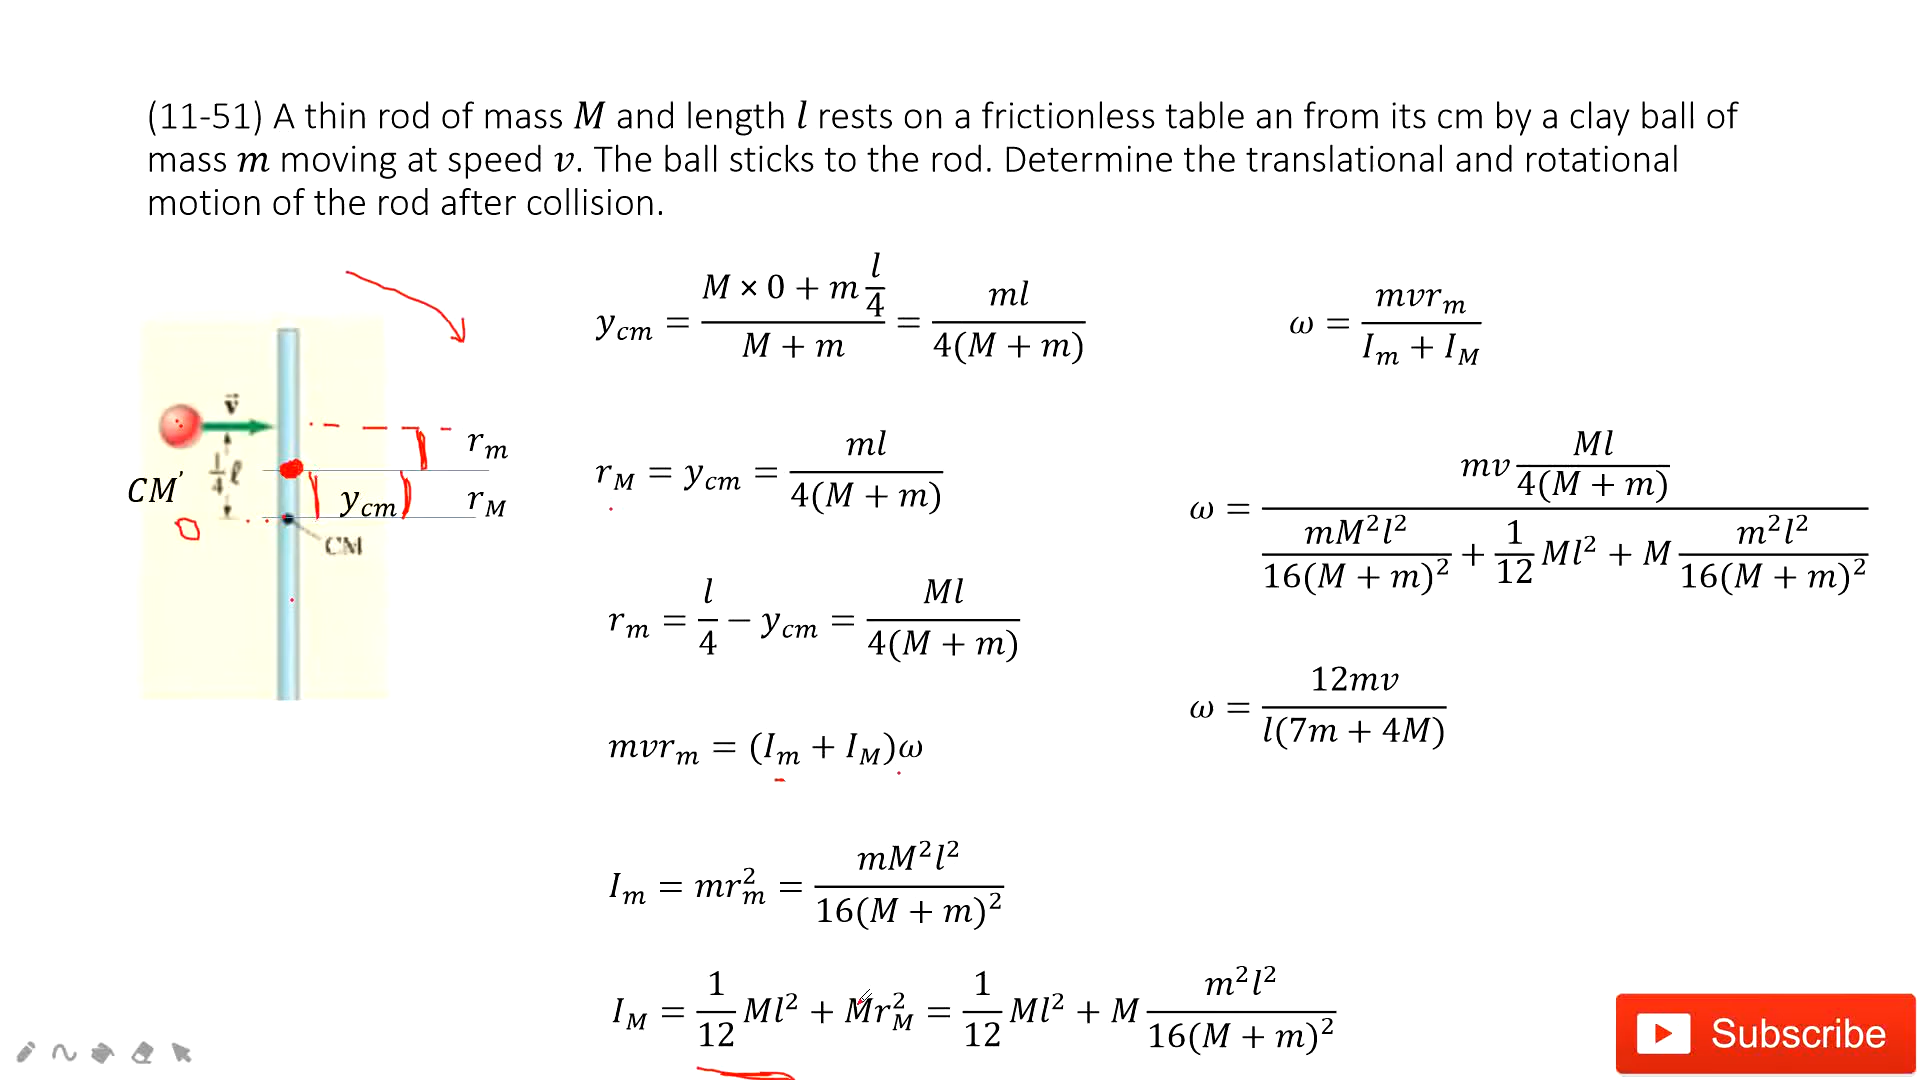 (11-51) A thin rod of mass M and length l rests on a frictionless table an from its cm by a clay ball of
mass m moving at speed v. The ball sticks to the rod. Determine the translational and rotational
motion of the rod after collision.
v⃗
1/4 ℓ
CM′
CM
y_cm
r_m
r_M
y_cm = (M × 0 + m l/4)/(M + m) = ml/(4(M + m))
r_M = y_cm = ml/(4(M + m))
r_m = l/4 − y_cm = Ml/(4(M + m))
mvr_m = (I_m + I_M)ω
I_m = mr_m² = mM²l²/(16(M + m)²)
I_M = 1/12 Ml² + Mr_M² = 1/12 Ml² + M m²l²/(16(M + m)²)
ω = mvr_m/(I_m + I_M)
ω = (mv Ml/(4(M + m)))/(mM²l²/(16(M + m)²) + 1/12 Ml² + M m²l²/(16(M + m)²))
ω = 12mv/(l(7m + 4M))
Subscribe